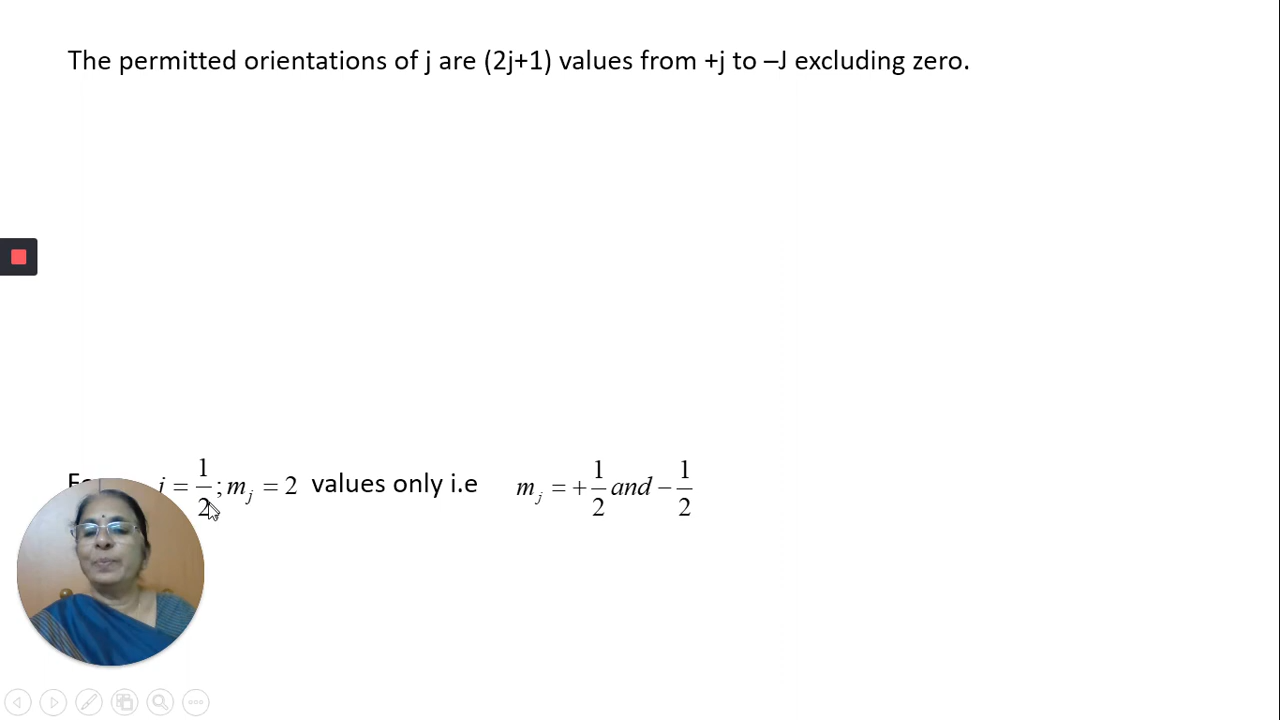 The permitted orientations of j are (2j+1) values from +j to –J excluding zero.
j = 1/2 ; m_j = 2 values only i.e m_j = + 1/2 and − 1/2